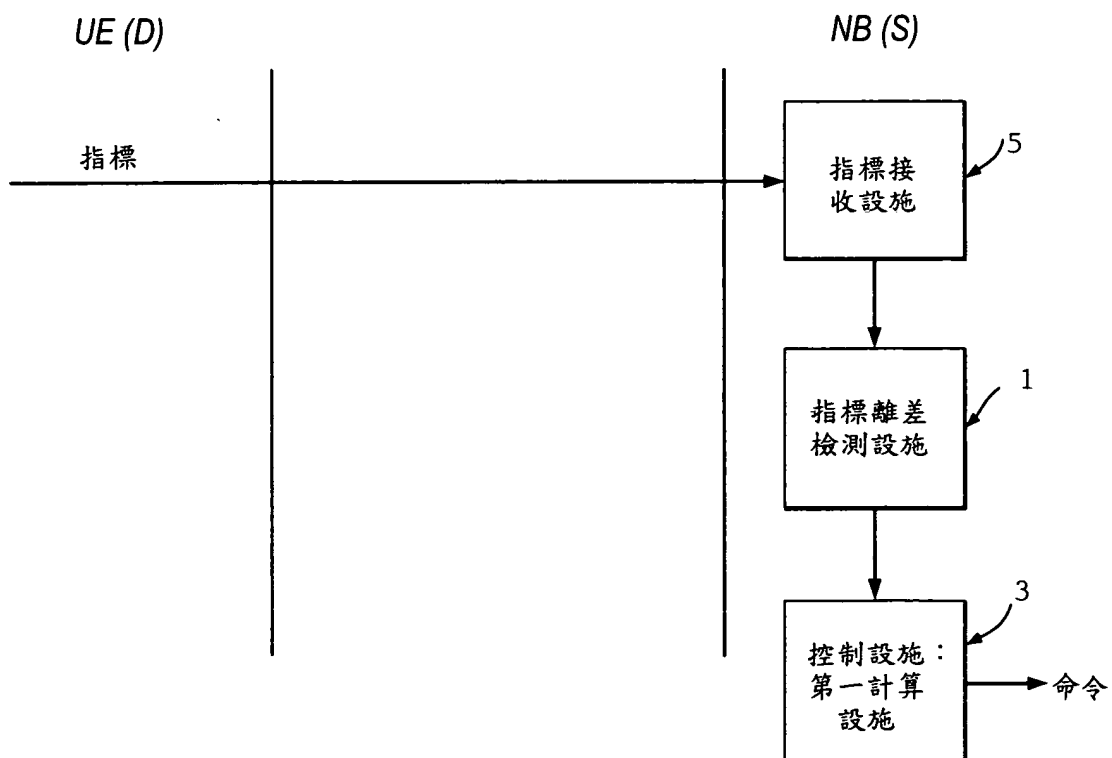 UE (D)
NB (S)
指標
指標接
收設施
5
指標離差
檢測設施
1
控制設施：
第一計算
設施
3
命令